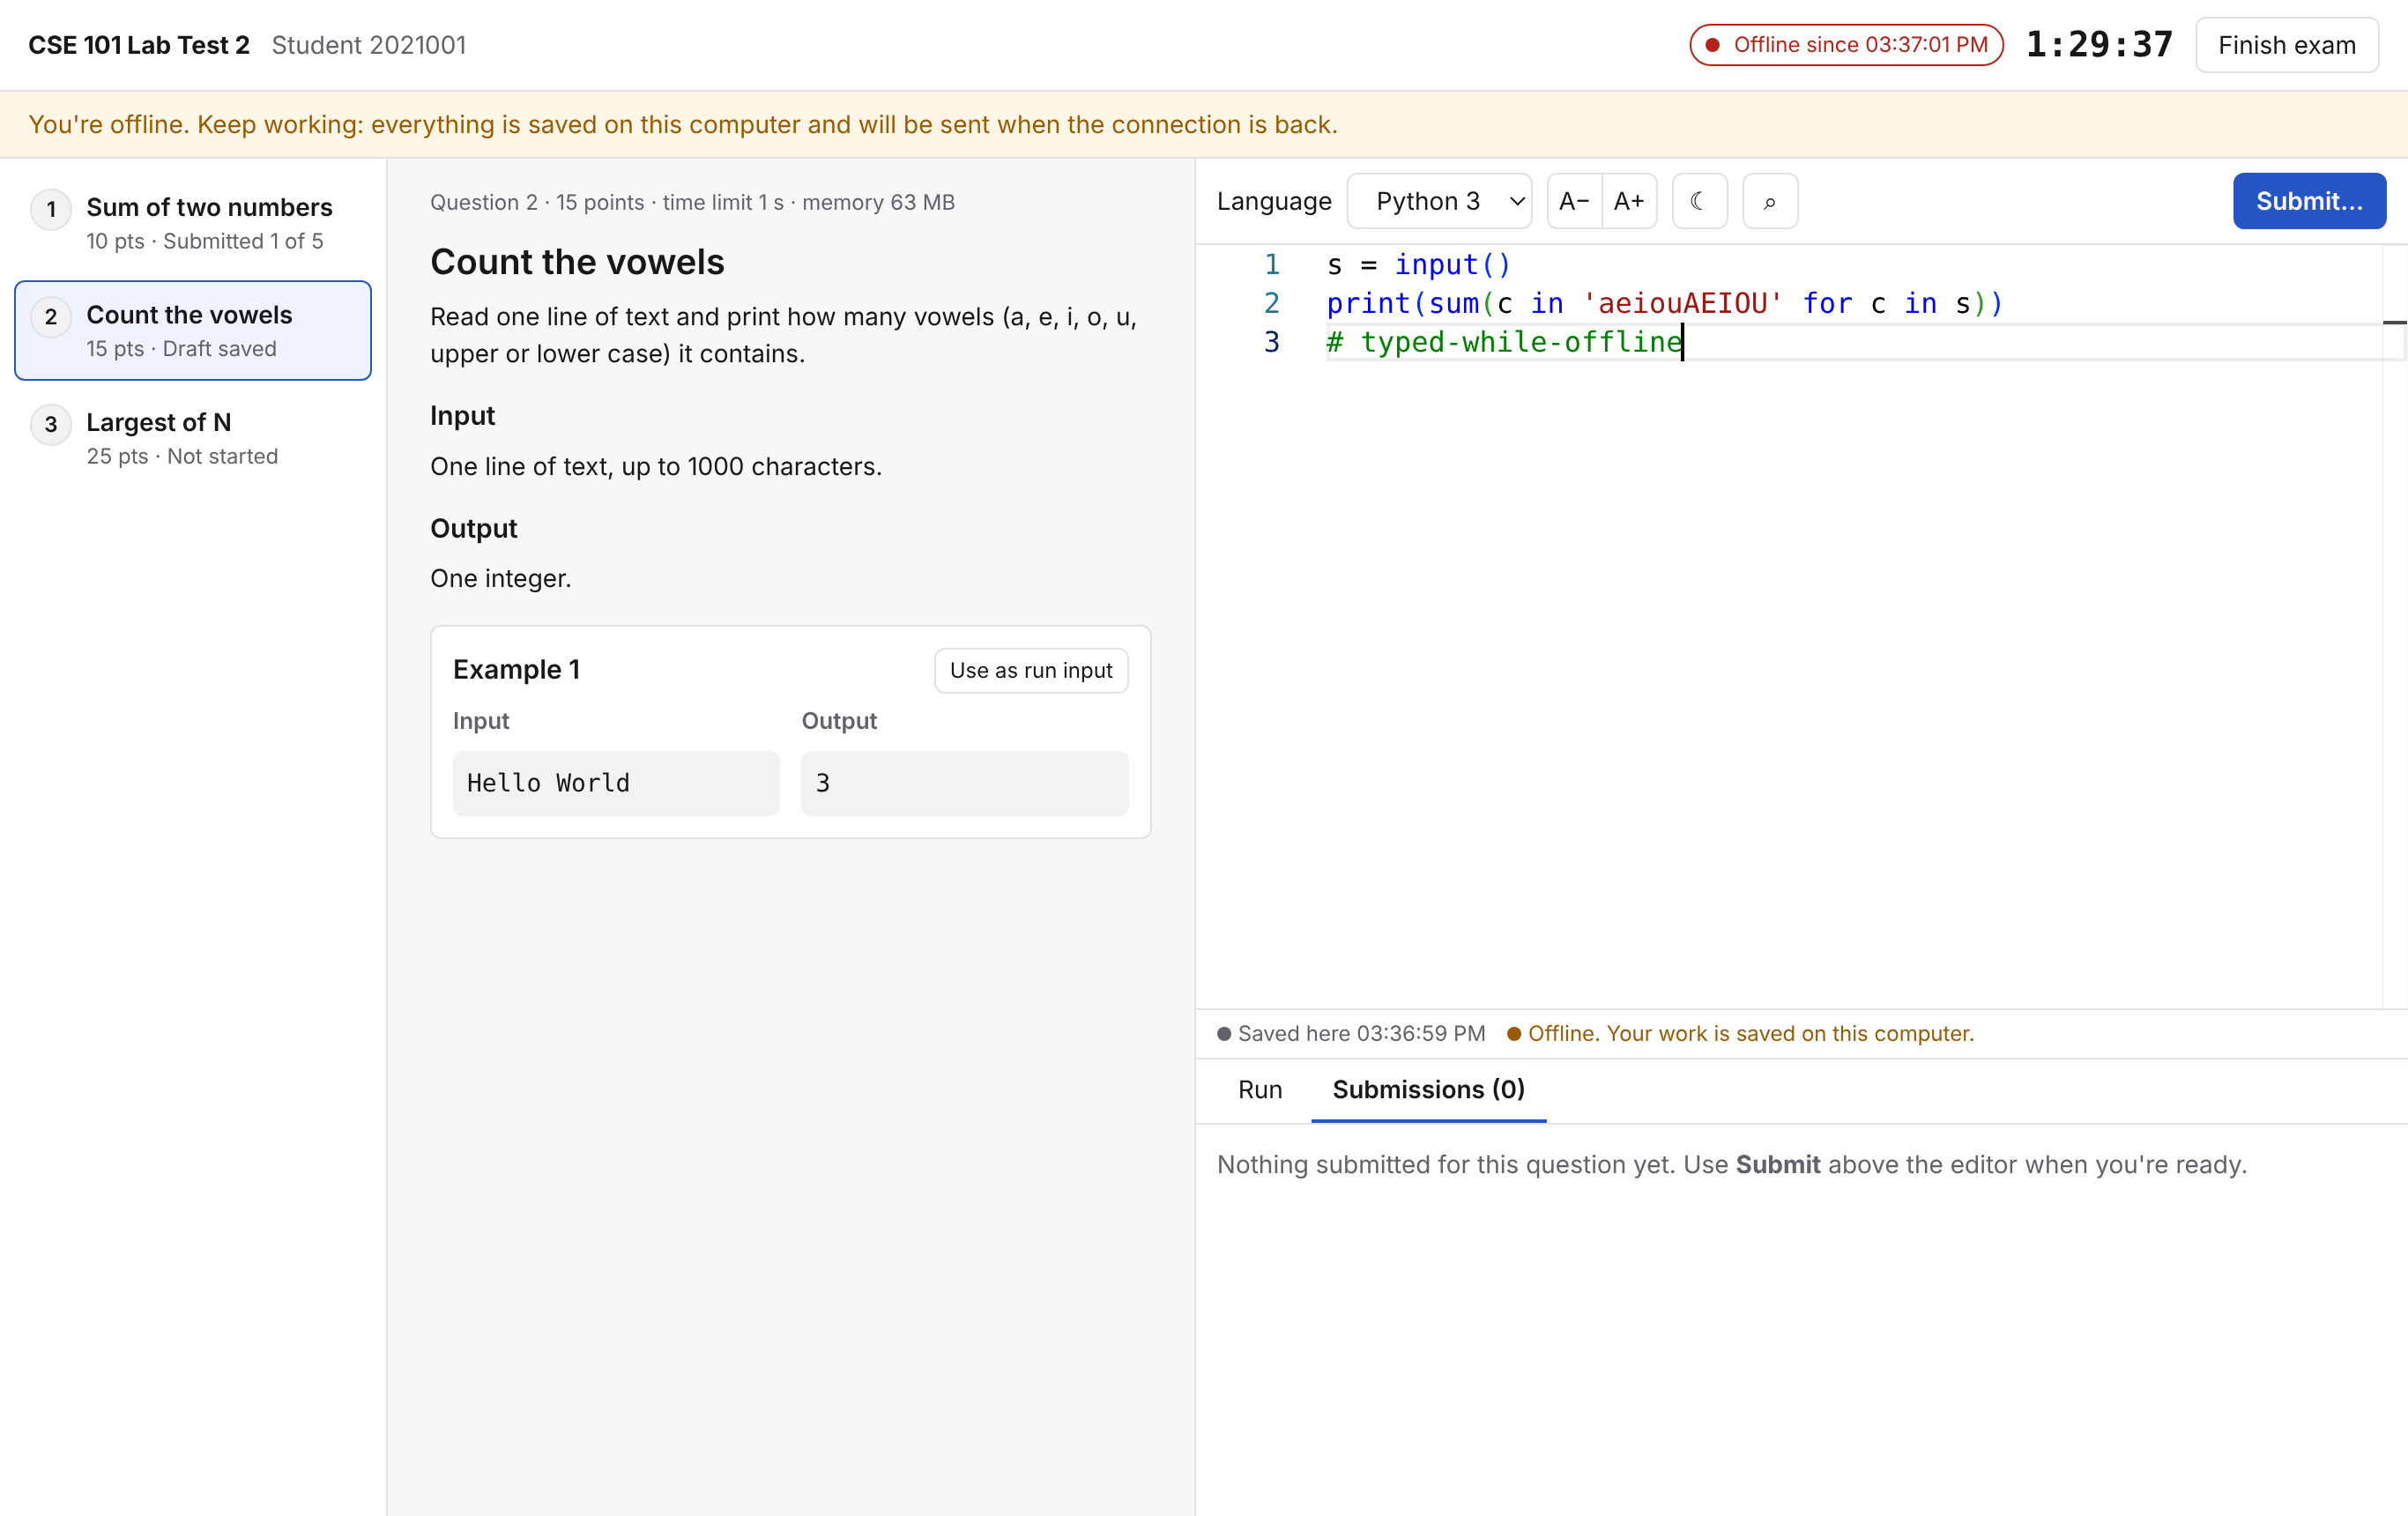 CSE 101 Lab Test 2 Student 2021001
Offline since 03:37:01 PM 1:29:37 Finish exam
You're offline. Keep working: everything is saved on this computer and will be sent when the connection is back.
1 Sum of two numbers
10 pts · Submitted 1 of 5
2 Count the vowels
15 pts · Draft saved
3 Largest of N
25 pts · Not started
Question 2 · 15 points · time limit 1 s · memory 63 MB
Count the vowels
Read one line of text and print how many vowels (a, e, i, o, u,
upper or lower case) it contains.
Input
One line of text, up to 1000 characters.
Output
One integer.
Example 1 Use as run input
Input Output
Hello World 3
Language Python 3 A− A+ Submit...
1 s = input()
2 print(sum(c in 'aeiouAEIOU' for c in s))
3 # typed-while-offline
Saved here 03:36:59 PM Offline. Your work is saved on this computer.
Run Submissions (0)
Nothing submitted for this question yet. Use Submit above the editor when you're ready.